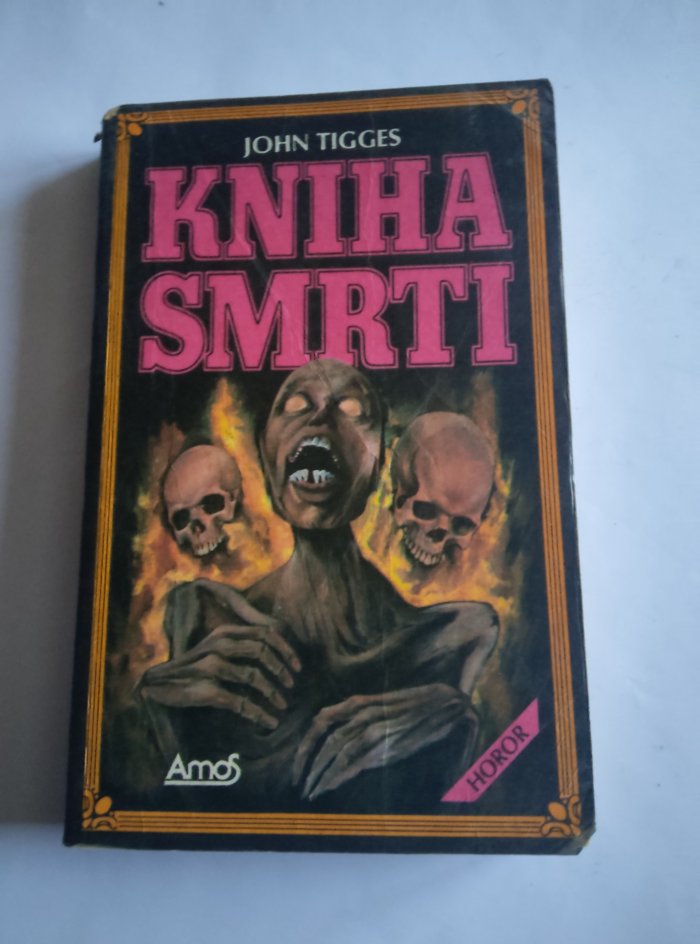 JOHN TIGGES
KNIHA
SMRTI
AmoS
HOROR